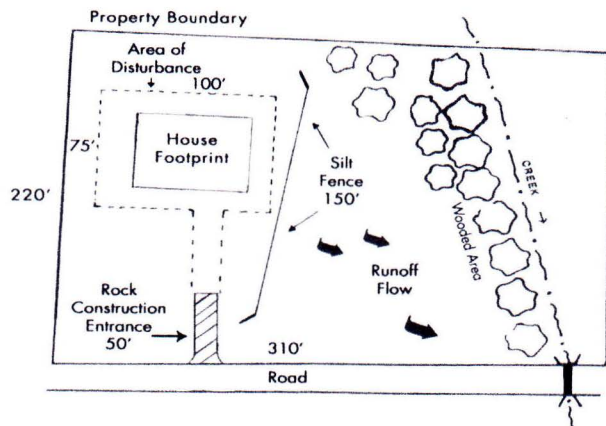 Property Boundary
Area of
Disturbance
100'
House
Footprint
75'
220'
Silt
Fence
150'
CREEK
Wooded Area
Runoff
Flow
Rock
Construction
Entrance
50'
310'
Road